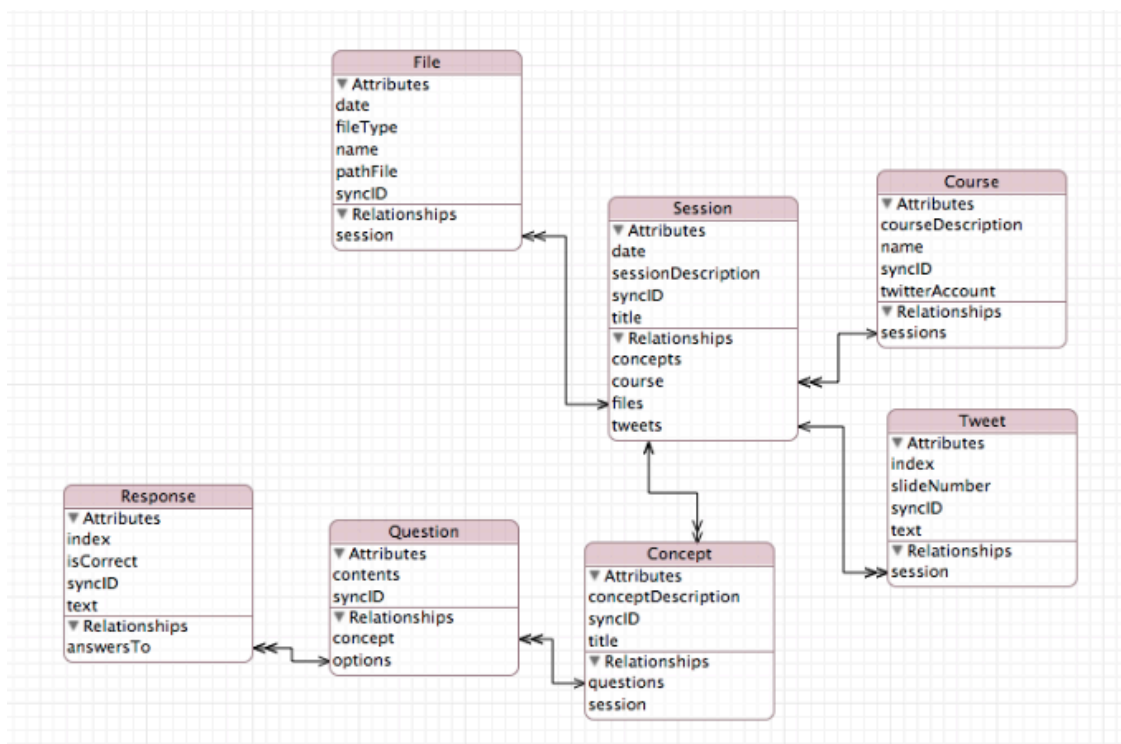 File
Attributes
date
fileType
name
pathFile
syncID
Relationships
session
Session
Attributes
date
sessionDescription
syncID
title
Relationships
concepts
course
files
tweets
Course
Attributes
courseDescription
name
syncID
twitterAccount
Relationships
sessions
Tweet
Attributes
index
slideNumber
syncID
text
Relationships
session
Response
Attributes
index
isCorrect
syncID
text
Relationships
answersTo
Question
Attributes
contents
syncID
Relationships
concept
options
Concept
Attributes
conceptDescription
syncID
title
Relationships
questions
session